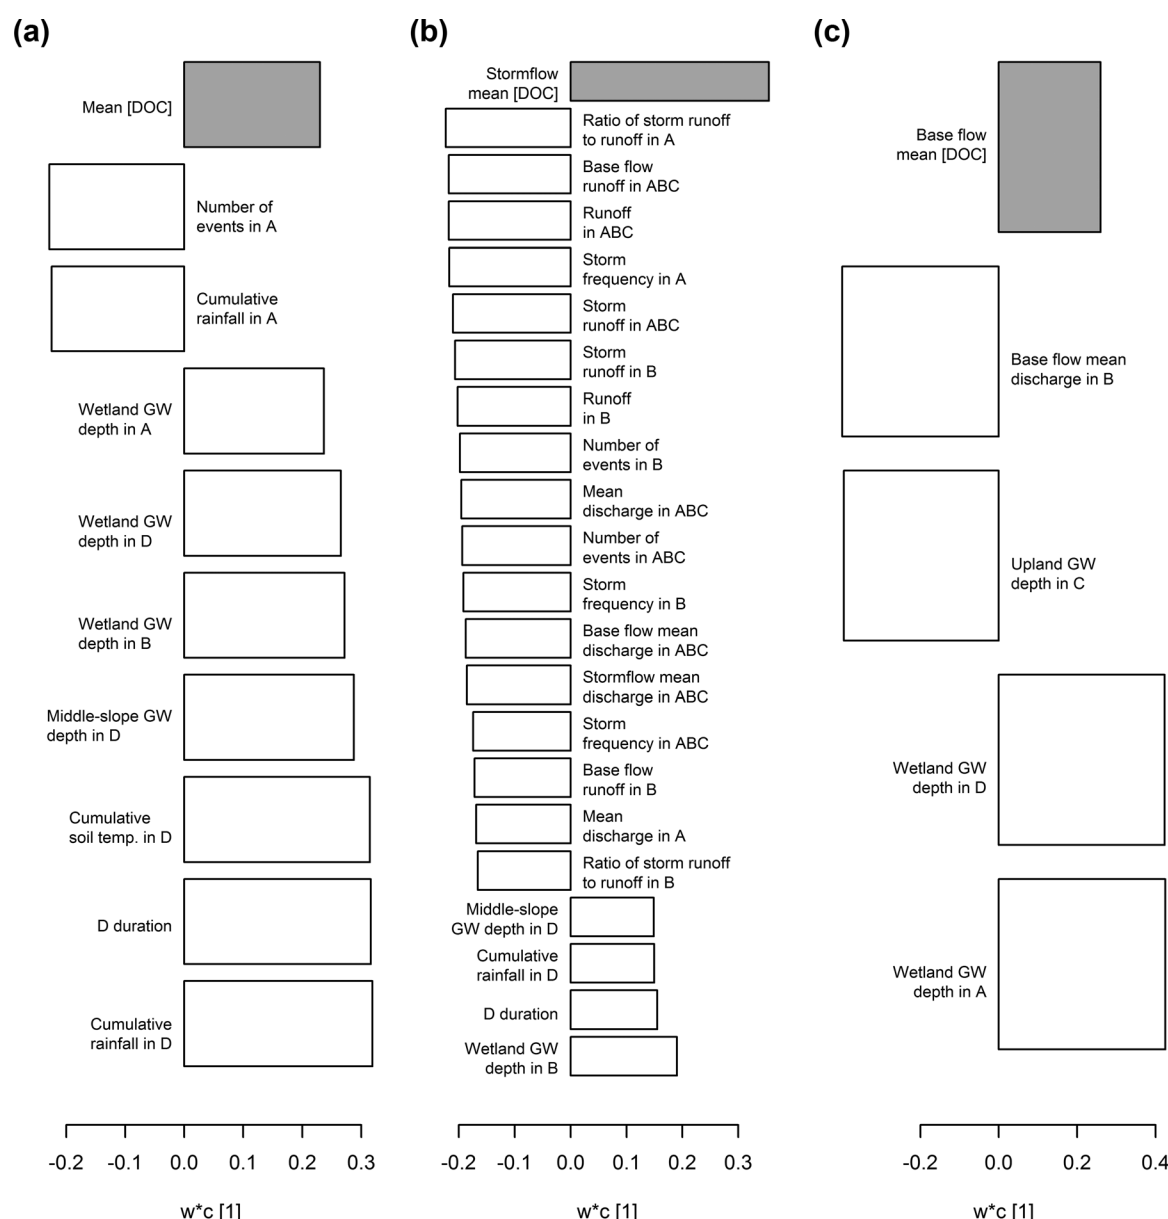 (a)
Mean [DOC]
Number of
events in A
Cumulative
rainfall in A
Wetland GW
depth in A
Wetland GW
depth in D
Wetland GW
depth in B
Middle-slope GW
depth in D
Cumulative
soil temp. in D
D duration
Cumulative
rainfall in D
-0.2 -0.1 0.0 0.1 0.2 0.3
w*c [1]
(b)
Stormflow
mean [DOC]
Ratio of storm runoff
to runoff in A
Base flow
runoff in ABC
Runoff
in ABC
Storm
frequency in A
Storm
runoff in ABC
Storm
runoff in B
Runoff
in B
Number of
events in B
Mean
discharge in ABC
Number of
events in ABC
Storm
frequency in B
Base flow mean
discharge in ABC
Stormflow mean
discharge in ABC
Storm
frequency in ABC
Base flow
runoff in B
Mean
discharge in A
Ratio of storm runoff
to runoff in B
Middle-slope
GW depth in D
Cumulative
rainfall in D
D duration
Wetland GW
depth in B
-0.2 -0.1 0.0 0.1 0.2 0.3
w*c [1]
(c)
Base flow
mean [DOC]
Base flow mean
discharge in B
Upland GW
depth in C
Wetland GW
depth in D
Wetland GW
depth in A
-0.2 0.0 0.2 0.4
w*c [1]